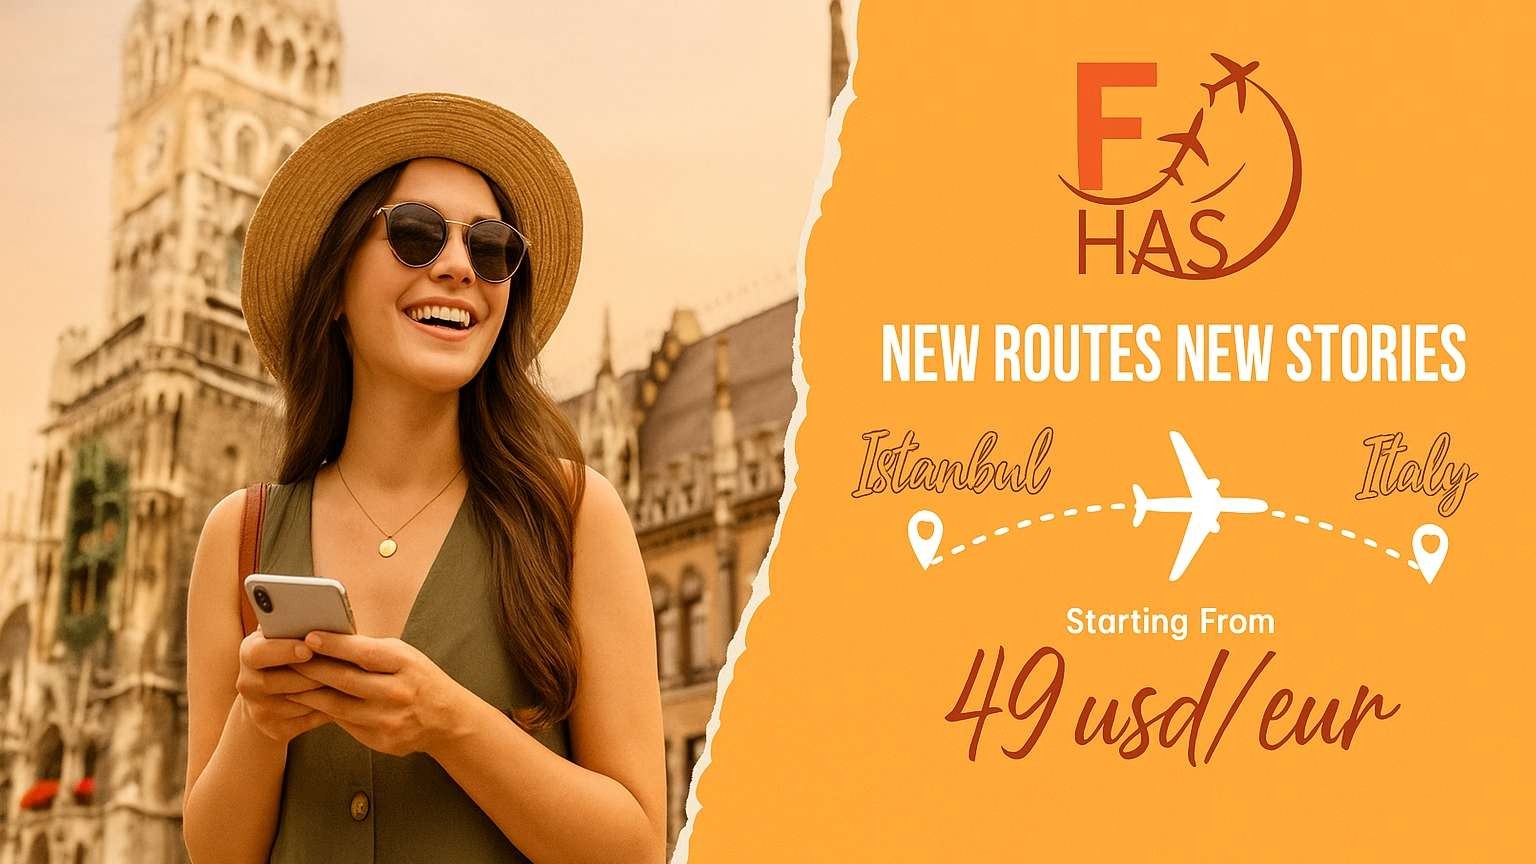 F
HAS
NEW ROUTES NEW STORIES
Istanbul
Italy
Starting From
49 usd/eur